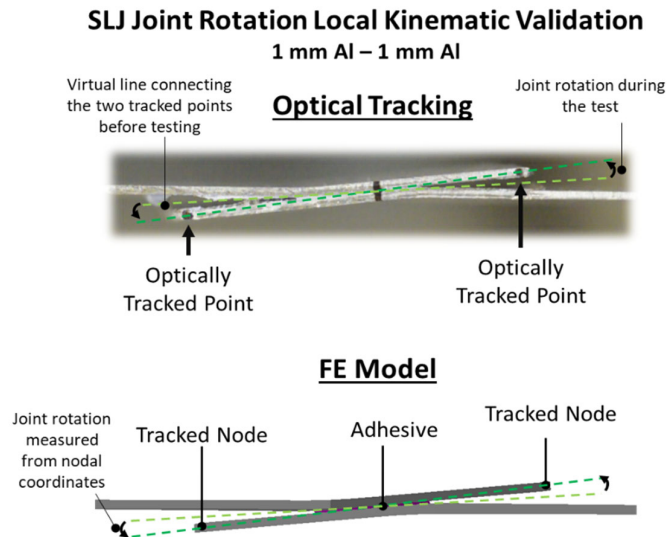 SLJ Joint Rotation Local Kinematic Validation
1 mm Al – 1 mm Al
Optical Tracking
Virtual line connecting
the two tracked points
before testing
Joint rotation during
the test
Optically
Tracked Point
Optically
Tracked Point
FE Model
Joint rotation
measured
from nodal
coordinates
Tracked Node
Adhesive
Tracked Node